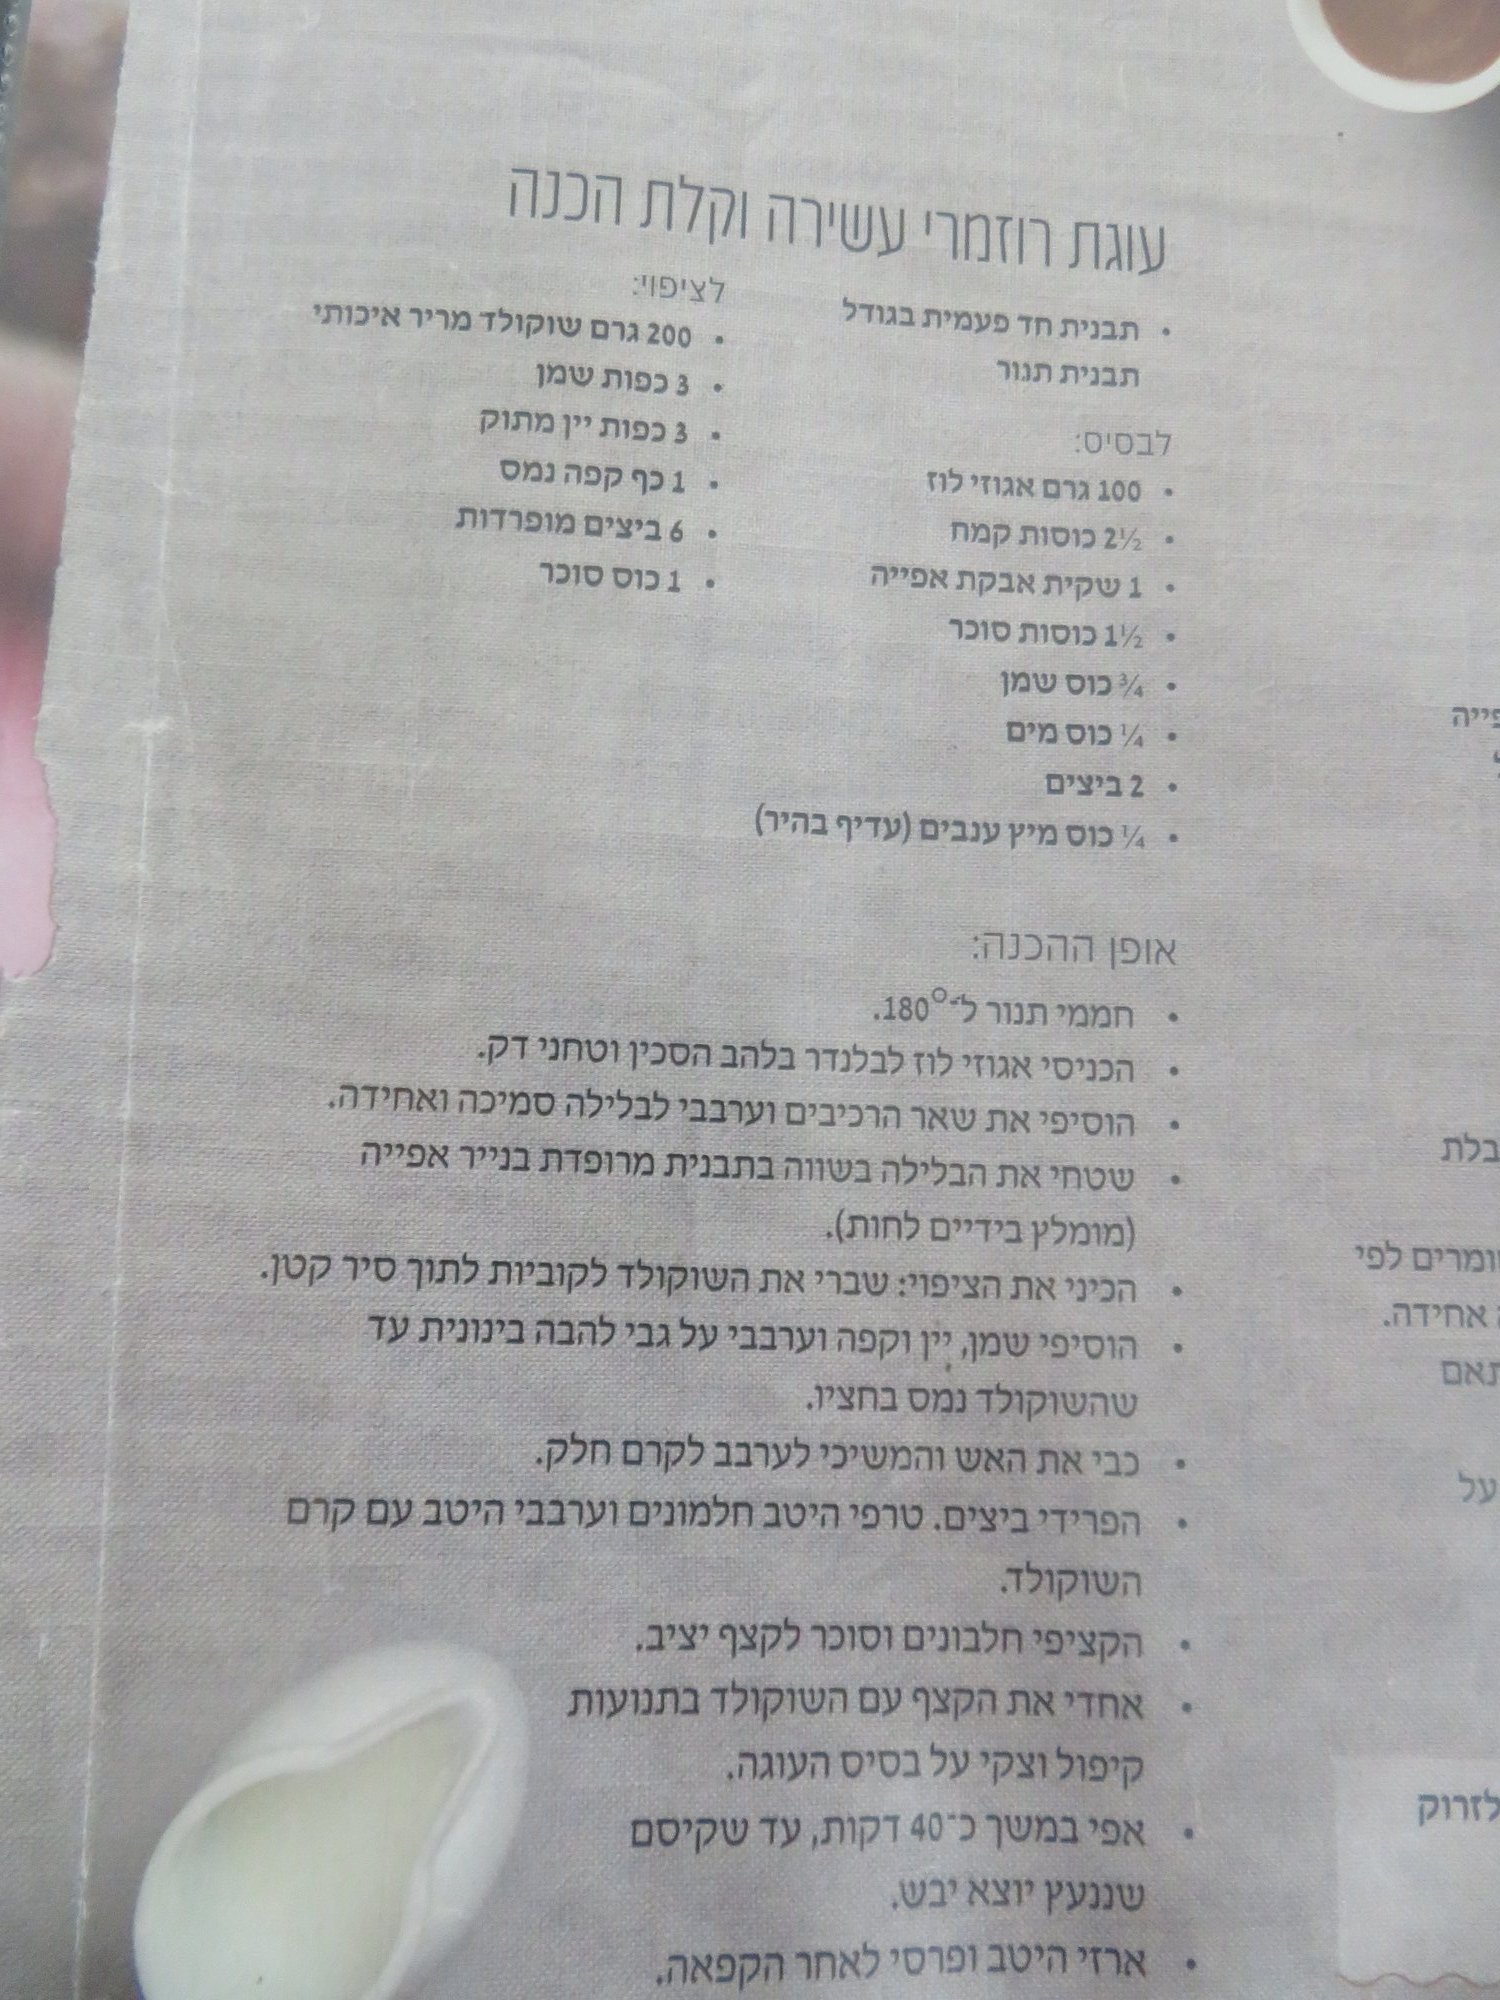 עוגת רוזמרי עשירה וקלת הכנה
• תבנית חד פעמית בגודל
תבנית תנור
לבסיס:
• 100 גרם אגוזי לוז
• 2½ כוסות קמח
• 1 שקית אבקת אפייה
• 1½ כוסות סוכר
• ¾ כוס שמן
• ¼ כוס מים
• 2 ביצים
• ¼ כוס מיץ ענבים (עדיף בהיר)
לציפוי:
• 200 גרם שוקולד מריר איכותי
• 3 כפות שמן
• 3 כפות יין מתוק
• 1 כף קפה נמס
• 6 ביצים מופרדות
• 1 כוס סוכר
אופן ההכנה:
• חממי תנור ל־180°.
• הכניסי אגוזי לוז לבלנדר בלהב הסכין וטחני דק.
• הוסיפי את שאר הרכיבים וערבבי לבלילה סמיכה ואחידה.
• שטחי את הבלילה בשווה בתבנית מרופדת בנייר אפייה
(מומלץ בידיים לחות).
• הכיני את הציפוי: שברי את השוקולד לקוביות לתוך סיר קטן.
• הוסיפי שמן, יין וקפה וערבבי על גבי להבה בינונית עד
שהשוקולד נמס בחציו.
• כבי את האש והמשיכי לערבב לקרם חלק.
• הפרידי ביצים. טרפי היטב חלמונים וערבבי היטב עם קרם
השוקולד.
• הקציפי חלבונים וסוכר לקצף יציב.
• אחדי את הקצף עם השוקולד בתנועות
קיפול וצקי על בסיס העוגה.
• אפי במשך כ־40 דקות, עד שקיסם
שננעץ יוצא יבש.
• ארזי היטב ופרסי לאחר הקפאה.
לפי
אחידה.
על
לזרוק